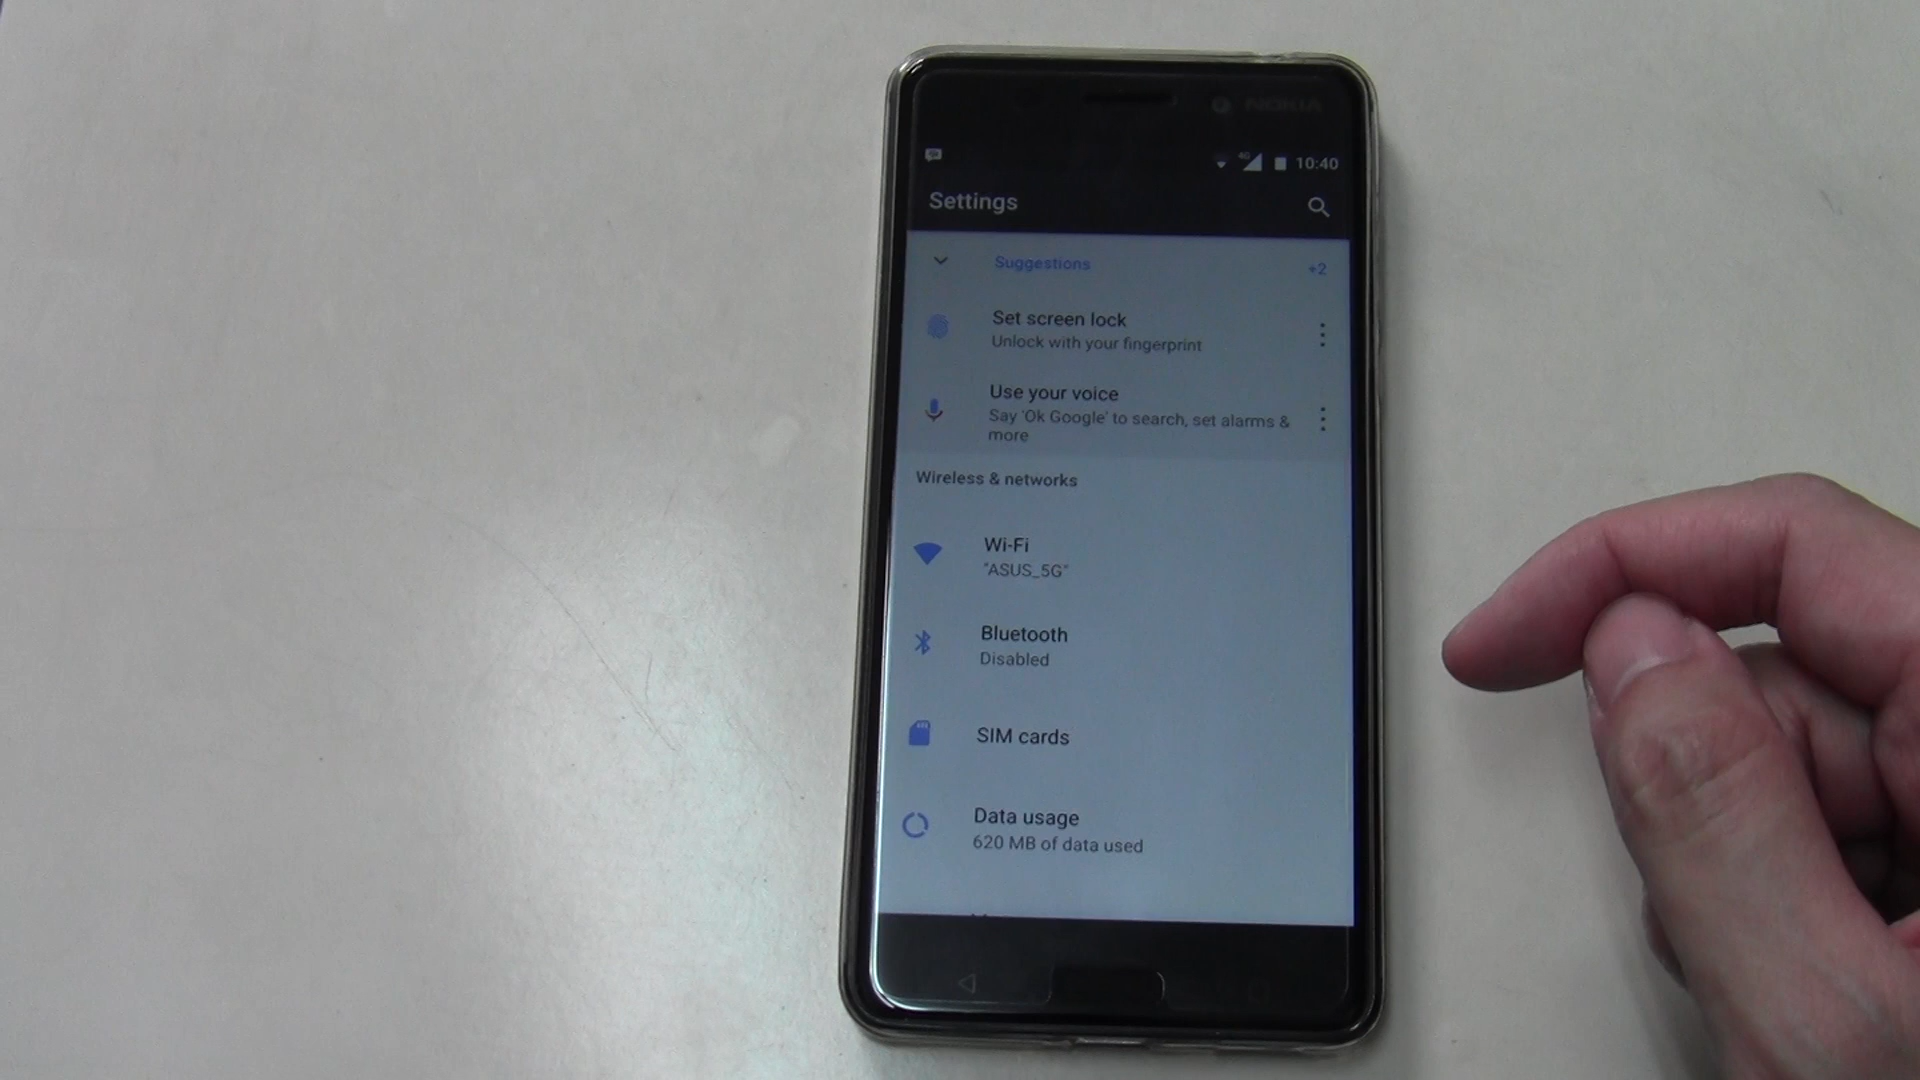 NOKIA
4G 10:40
Settings
Suggestions +2
Set screen lock
Unlock with your fingerprint
Use your voice
Say 'Ok Google' to search, set alarms &
more
Wireless & networks
Wi-Fi
"ASUS_5G"
Bluetooth
Disabled
SIM cards
Data usage
620 MB of data used